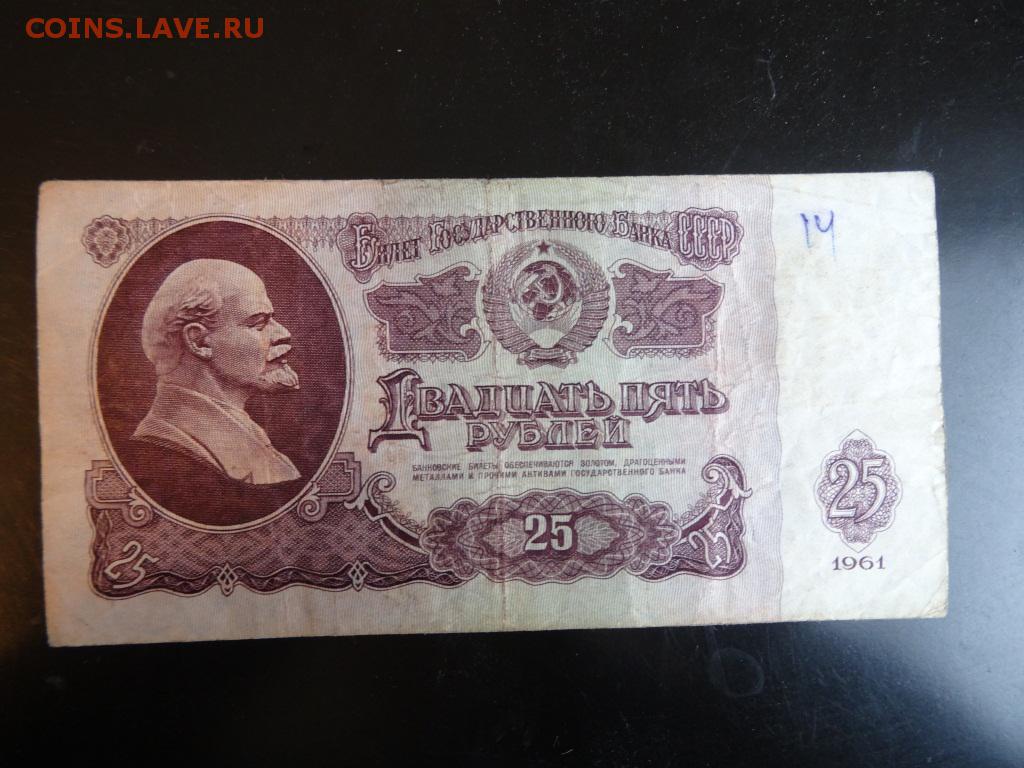 COINS.LAVE.RU
БИЛЕТ ГОСУДАРСТВЕННОГО БАНКА СССР
14
ДВАДЦАТЬ ПЯТЬ
РУБЛЕЙ
БАНКОВСКИЕ БИЛЕТЫ ОБЕСПЕЧИВАЮТСЯ ЗОЛОТОМ, ДРАГОЦЕННЫМИ
МЕТАЛЛАМИ И ПРОЧИМИ АКТИВАМИ ГОСУДАРСТВЕННОГО БАНКА
25
25
25
25
1961